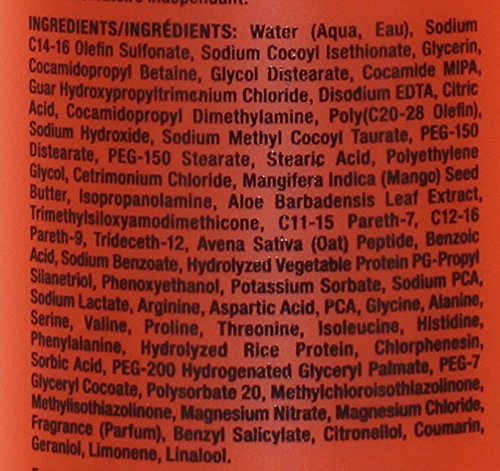 independant.
INGREDIENTS/INGRÉDIENTS: Water (Aqua, Eau), Sodium
C14-16 Olefin Sulfonate, Sodium Cocoyl Isethionate, Glycerin,
Cocamidopropyl Betaine, Glycol Distearate, Cocamide MIPA,
Guar Hydroxypropyltrimonium Chloride, Disodium EDTA, Citric
Acid, Cocamidopropyl Dimethylamine, Poly(C20-28 Olefin),
Sodium Hydroxide, Sodium Methyl Cocoyl Taurate, PEG-150
Distearate, PEG-150 Stearate, Stearic Acid, Polyethylene
Glycol, Cetrimonium Chloride, Mangifera Indica (Mango) Seed
Butter, Isopropanolamine, Aloe Barbadensis Leaf Extract,
Trimethylsiloxyamodimethicone, C11-15 Pareth-7, C12-16
Pareth-9, Trideceth-12, Avena Sativa (Oat) Peptide, Benzoic
Acid, Sodium Benzoate, Hydrolyzed Vegetable Protein PG-Propyl
Silanetriol, Phenoxyethanol, Potassium Sorbate, Sodium PCA,
Sodium Lactate, Arginine, Aspartic Acid, PCA, Glycine, Alanine,
Serine, Valine, Proline, Threonine, Isoleucine, Histidine,
Phenylalanine, Hydrolyzed Rice Protein, Chlorphenesin,
Sorbic Acid, PEG-200 Hydrogenated Glyceryl Palmate, PEG-7
Glyceryl Cocoate, Polysorbate 20, Methylchloroisothiazolinone,
Methylisothiazolinone, Magnesium Nitrate, Magnesium Chloride,
Fragrance (Parfum), Benzyl Salicylate, Citronellol, Coumarin,
Geraniol, Limonene, Linalool.